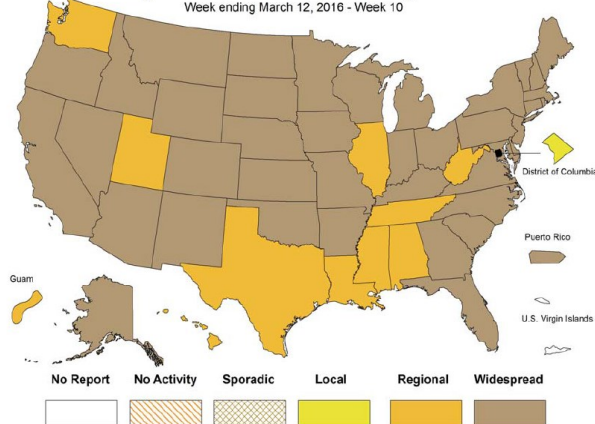 Week ending March 12, 2016 - Week 10
District of Columbia
Puerto Rico
Guam
U.S. Virgin Islands
No Report No Activity Sporadic Local Regional Widespread